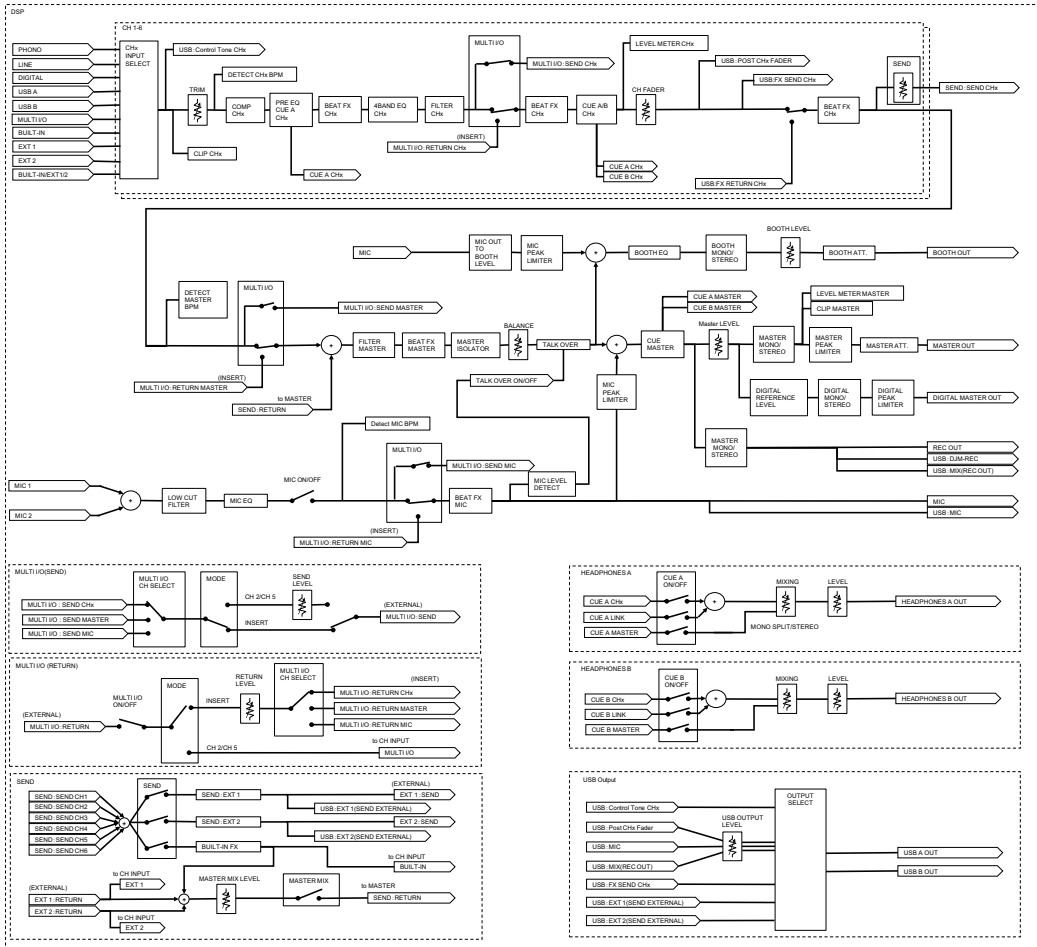 DSP
CH 1-6
PHONO
LINE
DIGITAL
USB A
USB B
MULTI I/O
BUILT-IN
EXT 1
EXT 2
BUILT-IN/EXT1/2
CHx
INPUT
SELECT
USB: Control Tone CHx
DETECT CHx BPM
TRIM
CLIP CHx
COMP
CHx
PRE EQ
CUE A
CHx
BEAT FX
CHx
4BAND EQ
CHx
FILTER
CHx
CUE A CHx
MULTI I/O
MULTI I/O: SEND CHx
(INSERT)
MULTI I/O: RETURN CHx
BEAT FX
CHx
CUE A/B
CHx
LEVEL METER CHx
CH FADER
CUE A CHx
CUE B CHx
USB: POST CHx FADER
USB:FX SEND CHx
USB:FX RETURN CHx
BEAT FX
CHx
SEND
SEND: SEND CHx
MIC
MIC OUT
TO
BOOTH
LEVEL
MIC
PEAK
LIMITER
+
BOOTH EQ
BOOTH
MONO/
STEREO
BOOTH LEVEL
BOOTH ATT.
BOOTH OUT
DETECT
MASTER
BPM
MULTI I/O
MULTI I/O: SEND MASTER
(INSERT)
MULTI I/O: RETURN MASTER
to MASTER
SEND: RETURN
+
FILTER
MASTER
BEAT FX
MASTER
MASTER
ISOLATOR
BALANCE
TALK OVER
TALK OVER ON/OFF
+
MIC
PEAK
LIMITER
CUE
MASTER
CUE A MASTER
CUE B MASTER
Master LEVEL
MASTER
MONO/
STEREO
LEVEL METER MASTER
CLIP MASTER
MASTER
PEAK
LIMITER
MASTER ATT.
MASTER OUT
DIGITAL
REFERENCE
LEVEL
DIGITAL
MONO/
STEREO
DIGITAL
PEAK
LIMITER
DIGITAL MASTER OUT
MASTER
MONO/
STEREO
REC OUT
USB: DJM-REC
USB: MIX(REC OUT)
Detect MIC BPM
MIC 1
MIC 2
+
LOW CUT
FILTER
MIC EQ
MIC ON/OFF
MULTI I/O
MULTI I/O: SEND MIC
(INSERT)
MULTI I/O: RETURN MIC
BEAT FX
MIC
MIC LEVEL
DETECT
MIC
USB: MIC
MULTI I/O(SEND)
MULTI I/O : SEND CHx
MULTI I/O : SEND MASTER
MULTI I/O : SEND MIC
MULTI I/O
CH SELECT
MODE
CH 2/CH 5
INSERT
SEND
LEVEL
(EXTERNAL)
MULTI I/O: SEND
MULTI I/O (RETURN)
(EXTERNAL)
MULTI I/O: RETURN
MULTI I/O
ON/OFF
MODE
INSERT
CH 2/CH 5
RETURN
LEVEL
MULTI I/O
CH SELECT
(INSERT)
MULTI I/O: RETURN CHx
MULTI I/O: RETURN MASTER
MULTI I/O: RETURN MIC
to CH INPUT
MULTI I/O
SEND
SEND: SEND CH1
SEND: SEND CH2
SEND: SEND CH3
SEND: SEND CH4
SEND: SEND CH5
SEND: SEND CH6
+
SEND
SEND: EXT 1
SEND: EXT 2
BUILT-IN FX
(EXTERNAL)
EXT 1: SEND
USB: EXT 1(SEND EXTERNAL)
EXT 2: SEND
USB: EXT 2(SEND EXTERNAL)
to CH INPUT
BUILT-IN
to CH INPUT
EXT 1
(EXTERNAL)
EXT 1: RETURN
EXT 2: RETURN
to CH INPUT
EXT 2
+
MASTER MIX LEVEL
MASTER MIX
to MASTER
SEND: RETURN
HEADPHONES A
CUE A CHx
CUE A LINK
CUE A MASTER
CUE A
ON/OFF
+
MIXING
LEVEL
MONO SPLIT/STEREO
HEADPHONES A OUT
HEADPHONES B
CUE B CHx
CUE B LINK
CUE B MASTER
CUE B
ON/OFF
+
MIXING
LEVEL
HEADPHONES B OUT
USB Output
USB: Control Tone CHx
USB: Post CHx Fader
USB: MIC
USB: MIX(REC OUT)
USB: FX SEND CHx
USB: EXT 1(SEND EXTERNAL)
USB: EXT 2(SEND EXTERNAL)
USB OUTPUT
LEVEL
OUTPUT
SELECT
USB A OUT
USB B OUT